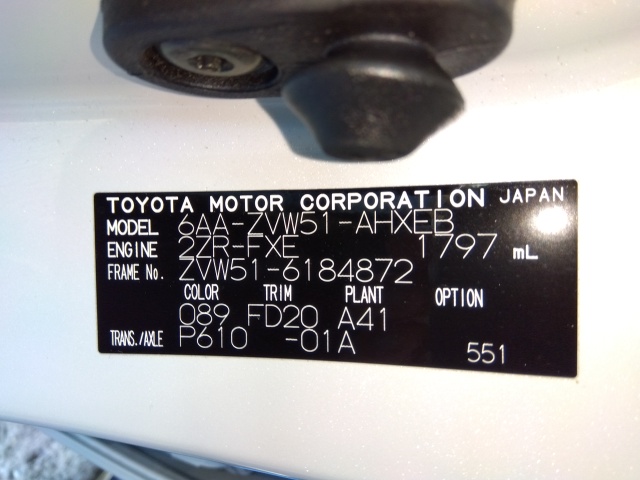 TOYOTA MOTOR CORPORATION JAPAN
MODEL 6AA-ZVW51-AHXEB
ENGINE 2ZR-FXE 1797 mL
FRAME No. ZVW51-6184872
COLOR TRIM PLANT OPTION
089 FD20 A41
TRANS./AXLE P610 -01A
551